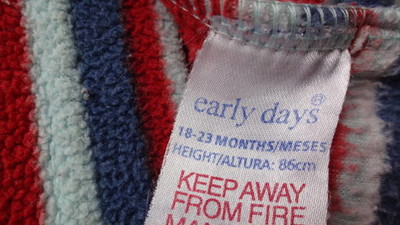 early days®
18-23 MONTHS/MESES
HEIGHT/ALTURA: 86cm
KEEP AWAY
FROM FIRE